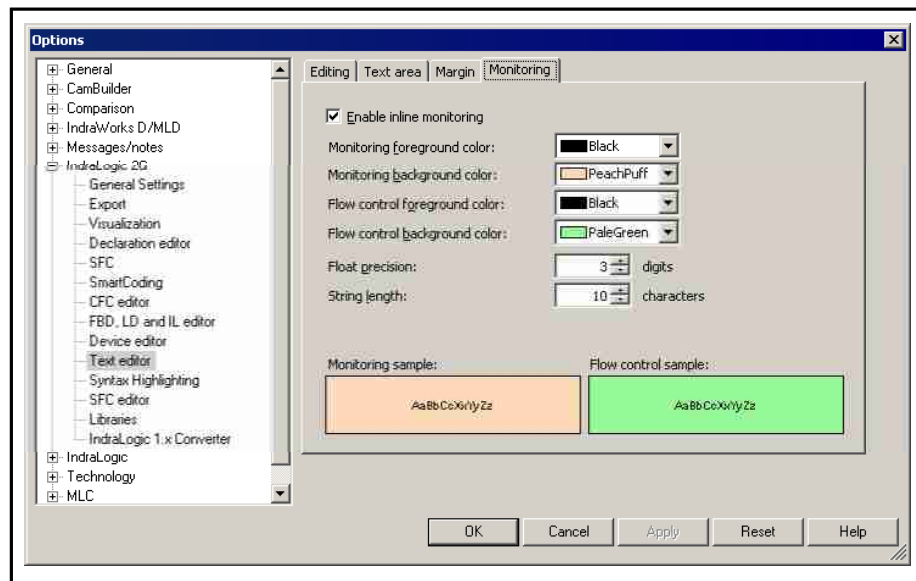 Options
General
CamBuilder
Comparison
IndraWorks D/MLD
Messages/notes
IndraLogic 2G
General Settings
Export
Visualization
Declaration editor
SFC
SmartCoding
CFC editor
FBD, LD and IL editor
Device editor
Text editor
Syntax Highlighting
SFC editor
Libraries
IndraLogic 1.x Converter
IndraLogic
Technology
MLC
Editing Text area Margin Monitoring
Enable inline monitoring
Monitoring foreground color: Black
Monitoring background color: PeachPuff
Flow control foreground color: Black
Flow control background color: PaleGreen
Float precision: 3 digits
String length: 10 characters
Monitoring sample: Flow control sample:
AaBbCcXxYyZz AaBbCcXxYyZz
OK Cancel Apply Reset Help